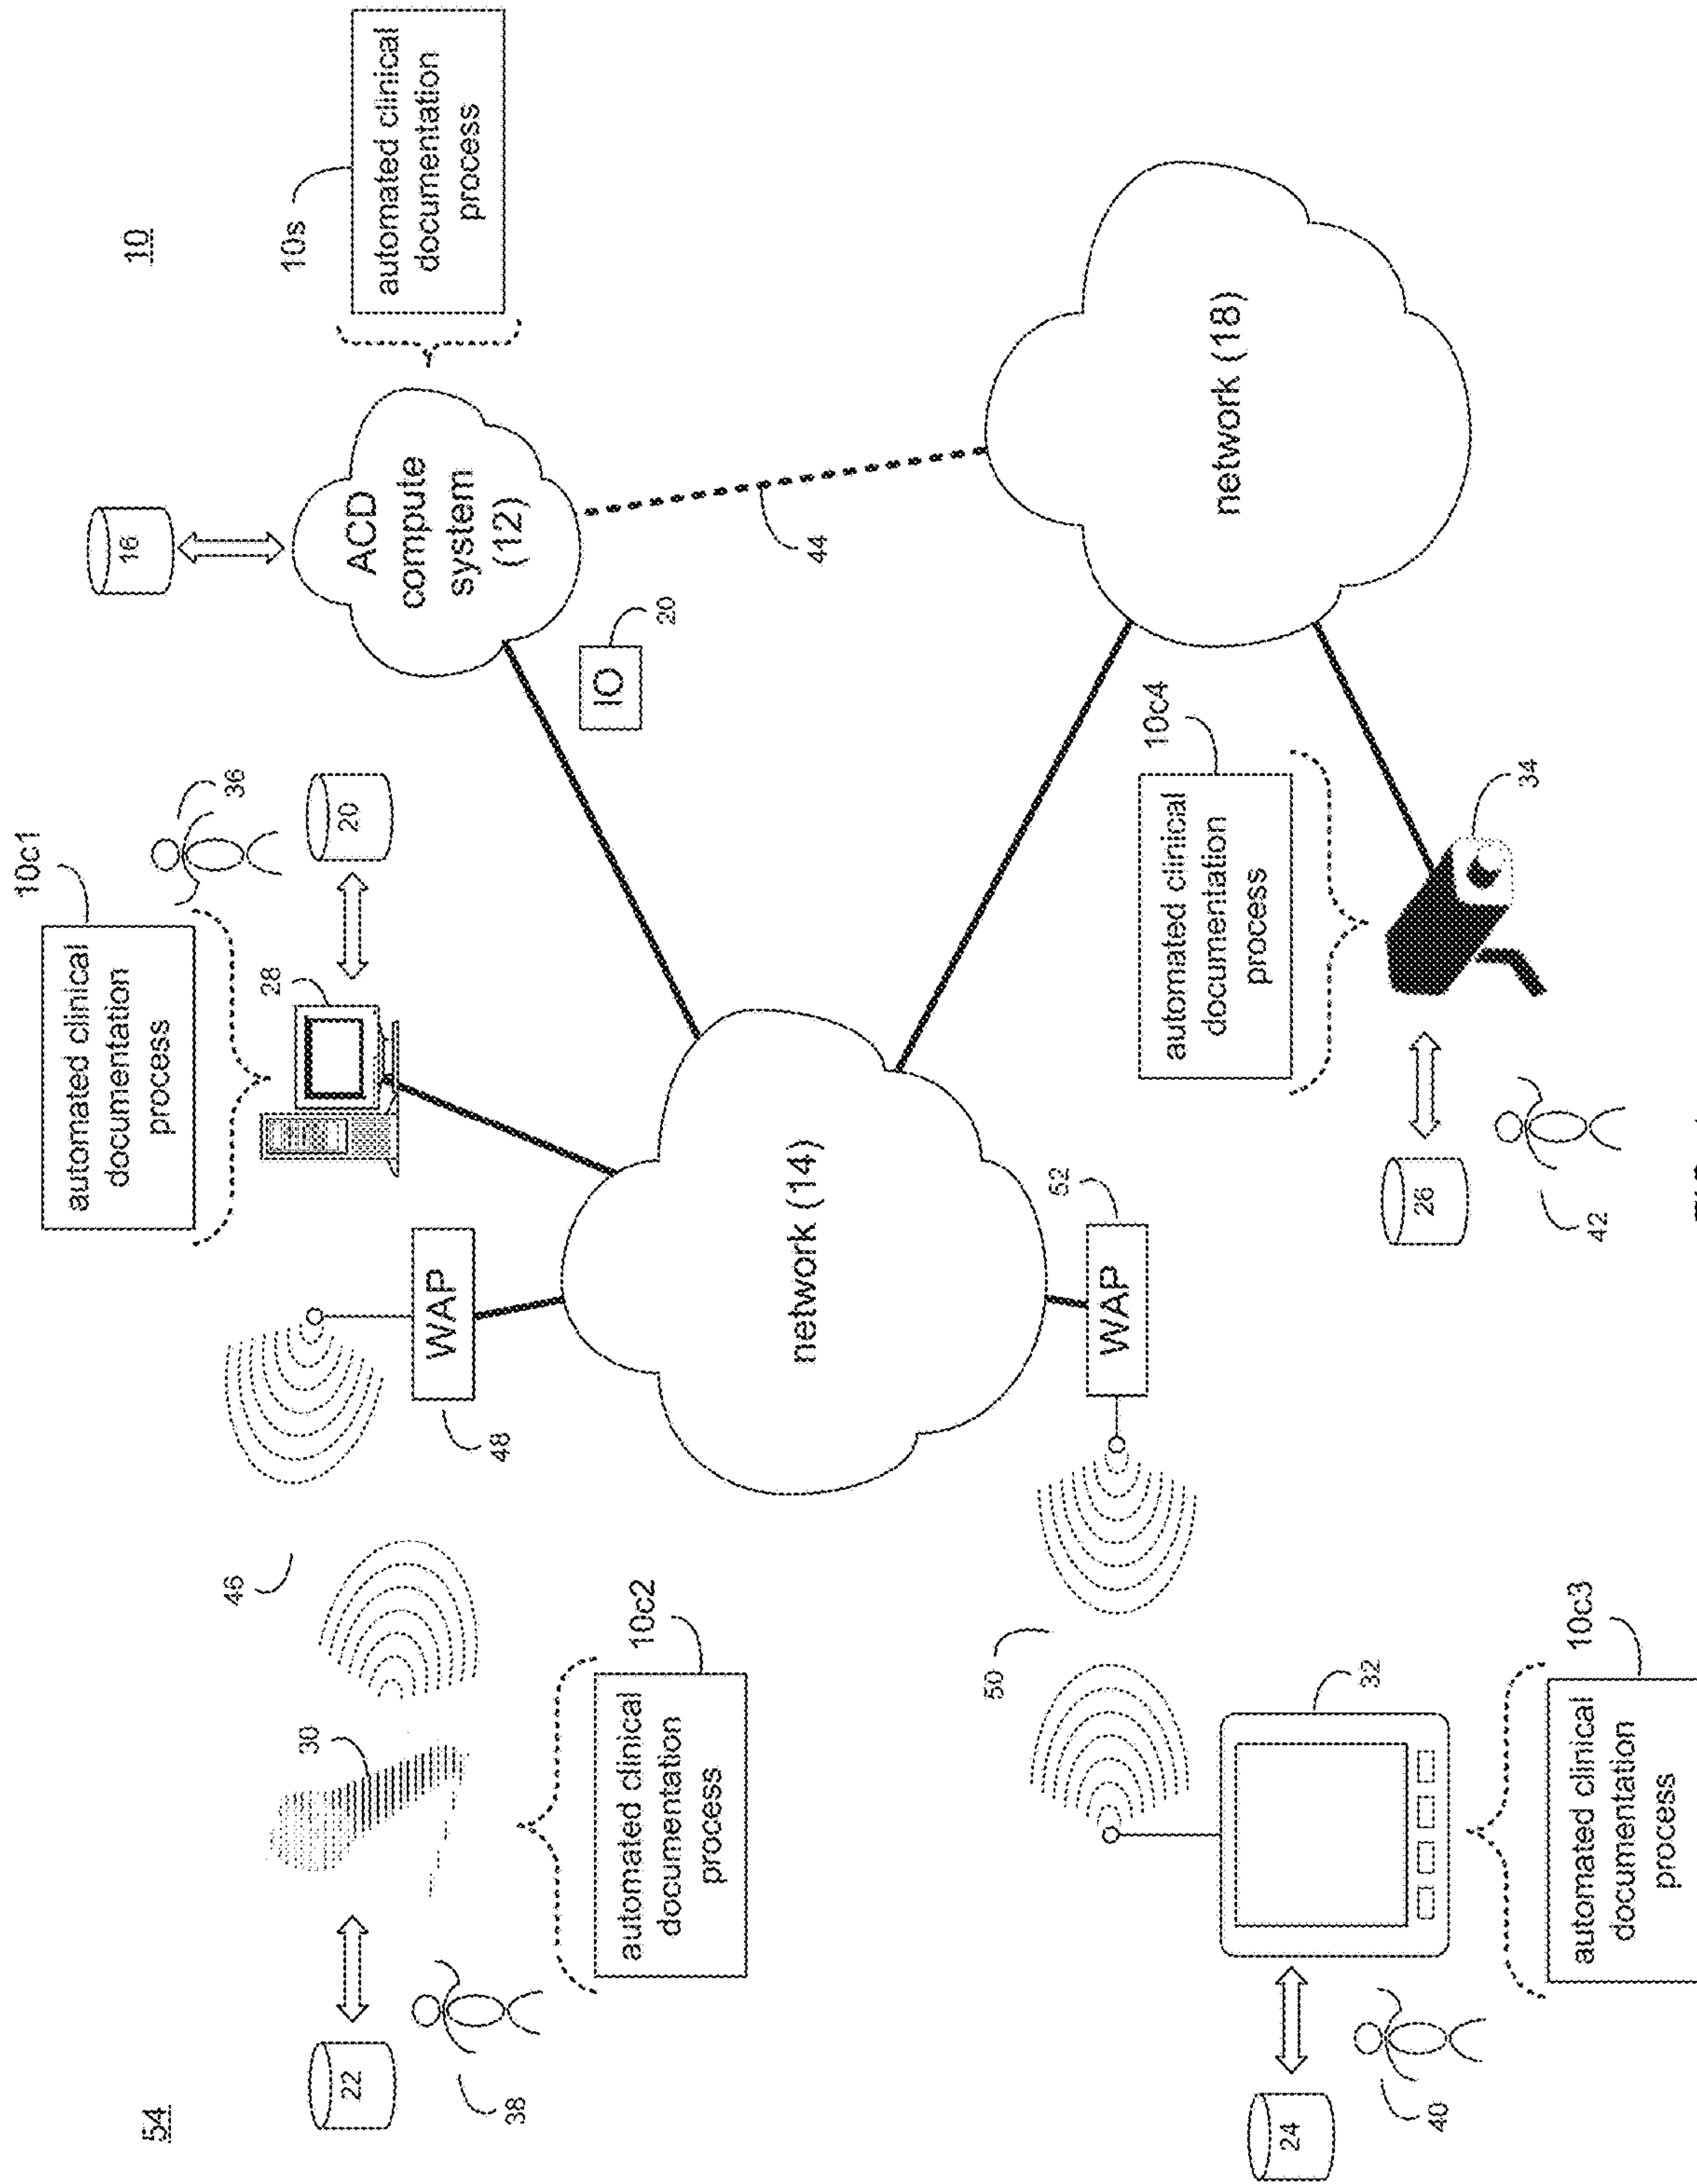 54
10
10c1
automated clinical
documentation
process
36
16
10s
automated clinical
documentation
process
46
28
20
30
22
ACD
compute
system
(12)
WAP
48
38
IO
20
10c2
automated clinical
documentation
process
network (14)
44
50
52
WAP
10c4
automated clinical
documentation
process
network (18)
24
32
40
26
34
42
10c3
automated clinical
documentation
process